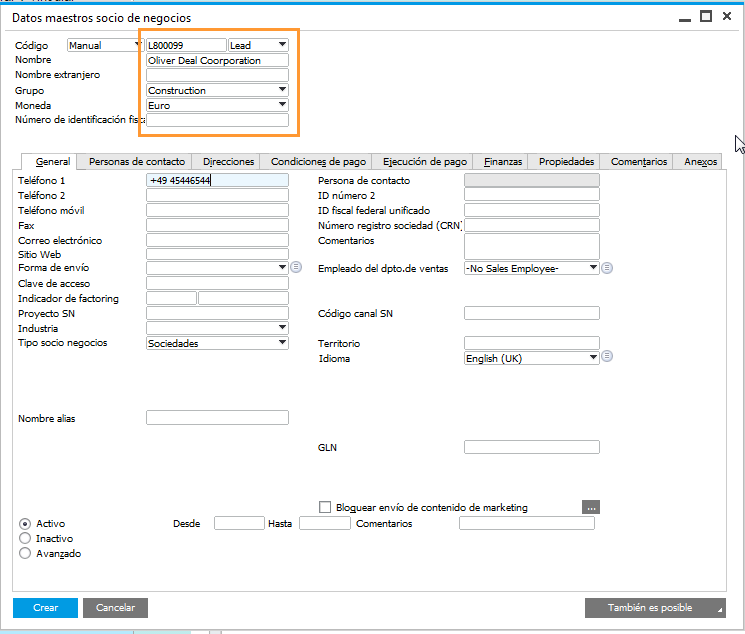 Datos maestros socio de negocios
Código Manual L800099 Lead
Nombre Oliver Deal Coorporation
Nombre extranjero
Grupo Construction
Moneda Euro
Número de identificación fisca
General Personas de contacto Direcciones Condiciones de pago Ejecución de pago Finanzas Propiedades Comentarios Anexos
Teléfono 1 +49 45446544 Persona de contacto
Teléfono 2 ID número 2
Teléfono móvil ID fiscal federal unificado
Fax Número registro sociedad (CRN)
Correo electrónico Comentarios
Sitio Web
Forma de envío Empleado del dpto.de ventas -No Sales Employee-
Clave de acceso
Indicador de factoring
Proyecto SN Código canal SN
Industria
Tipo socio negocios Sociedades Territorio
Idioma English (UK)
Nombre alias
GLN
Bloquear envío de contenido de marketing ...
Activo Desde Hasta Comentarios
Inactivo
Avanzado
Crear Cancelar También es posible